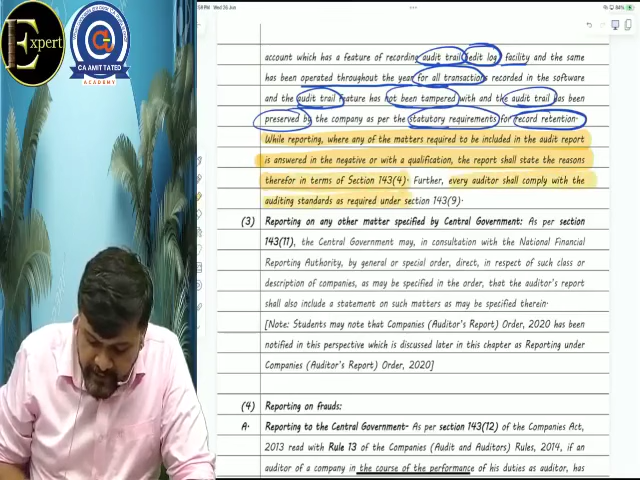 :59 PM Wed 26 Jun
84%
Expert
CA AMIT TATED
ACADEMY
account which has a feature of recording audit trail (edit log) facility and the same
has been operated throughout the year for all transactions recorded in the software
and the audit trail feature has not been tampered with and the audit trail has been
preserved by the company as per the statutory requirements for record retention.
While reporting, where any of the matters required to be included in the audit report
is answered in the negative or with a qualification, the report shall state the reasons
therefor in terms of Section 143(4). Further, every auditor shall comply with the
auditing standards as required under section 143(9).
(3) Reporting on any other matter specified by Central Government: As per section
143(11), the Central Government may, in consultation with the National Financial
Reporting Authority, by general or special order, direct, in respect of such class or
description of companies, as may be specified in the order, that the auditor's report
shall also include a statement on such matters as may be specified therein.
[Note: Students may note that Companies (Auditor's Report) Order, 2020 has been
notified in this perspective which is discussed later in this chapter as Reporting under
Companies (Auditor's Report) Order, 2020]
(4) Reporting on frauds:
A. Reporting to the Central Government- As per section 143(12) of the Companies Act,
2013 read with Rule 13 of the Companies (Audit and Auditors) Rules, 2014, if an
auditor of a company in the course of the performance of his duties as auditor, has